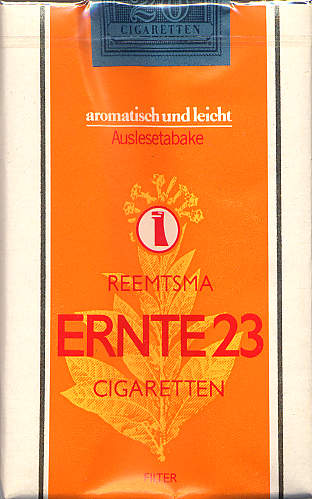 20
CIGARETTEN
aromatisch und leicht
Auslesetabake
REEMTSMA
ERNTE 23
CIGARETTEN
FILTER